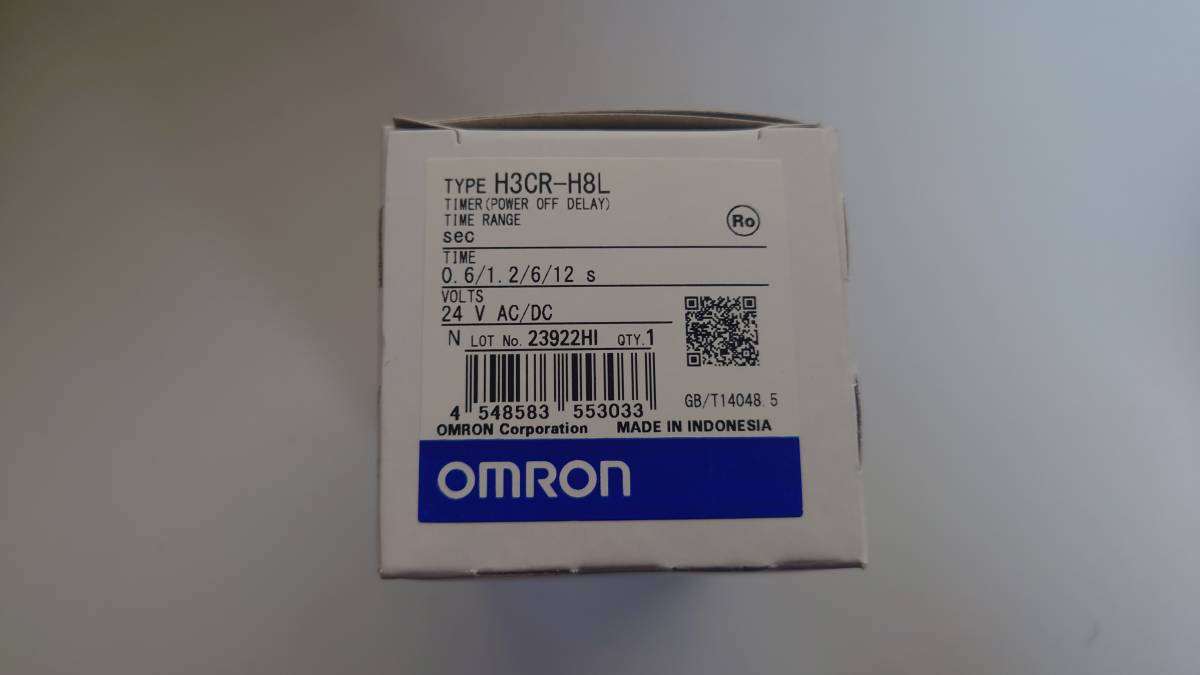 TYPE H3CR-H8L
TIMER(POWER OFF DELAY)
TIME RANGE
Ro
sec
TIME
0.6/1.2/6/12 s
VOLTS
24 V AC/DC
N LOT No. 23922HI QTY.1
4 548583 553033
GB/T14048.5
OMRON Corporation MADE IN INDONESIA
OMRON